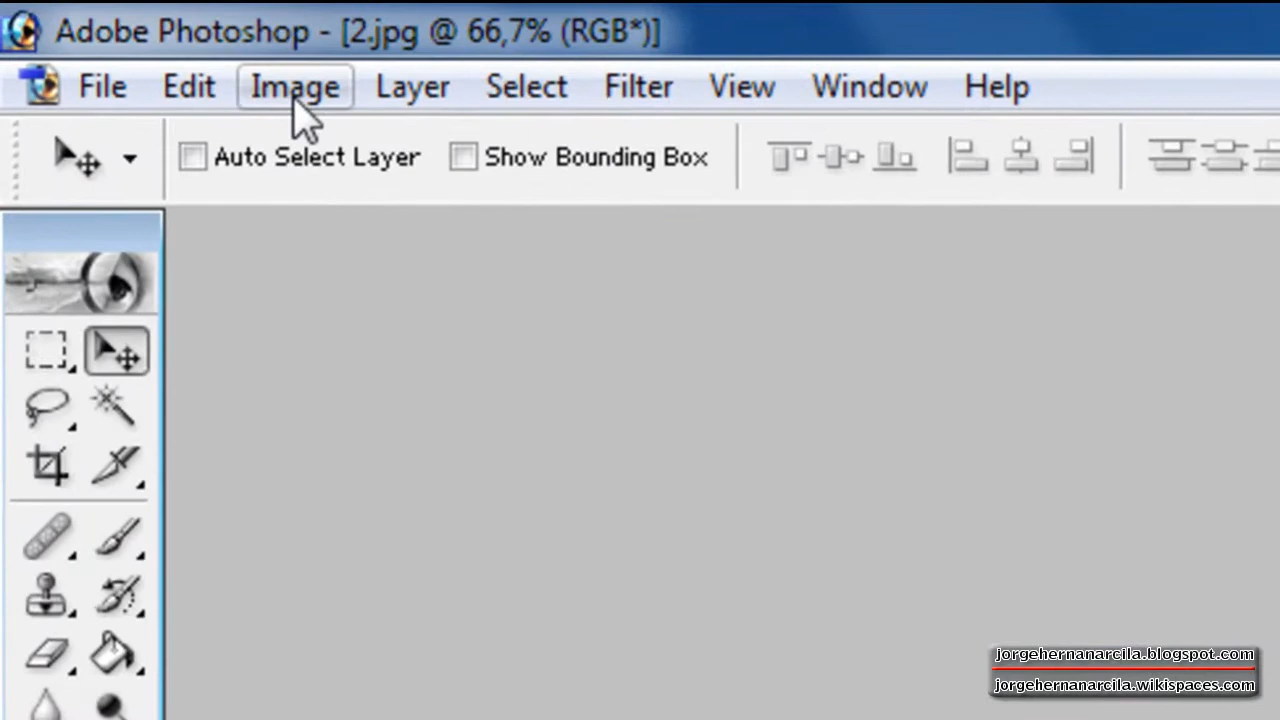 Adobe Photoshop - [2.jpg @ 66,7% (RGB*)]
File Edit Image Layer Select Filter View Window Help
Auto Select Layer Show Bounding Box
jorgehernanarcila.blogspot.com
jorgehernanarcila.wikispaces.com